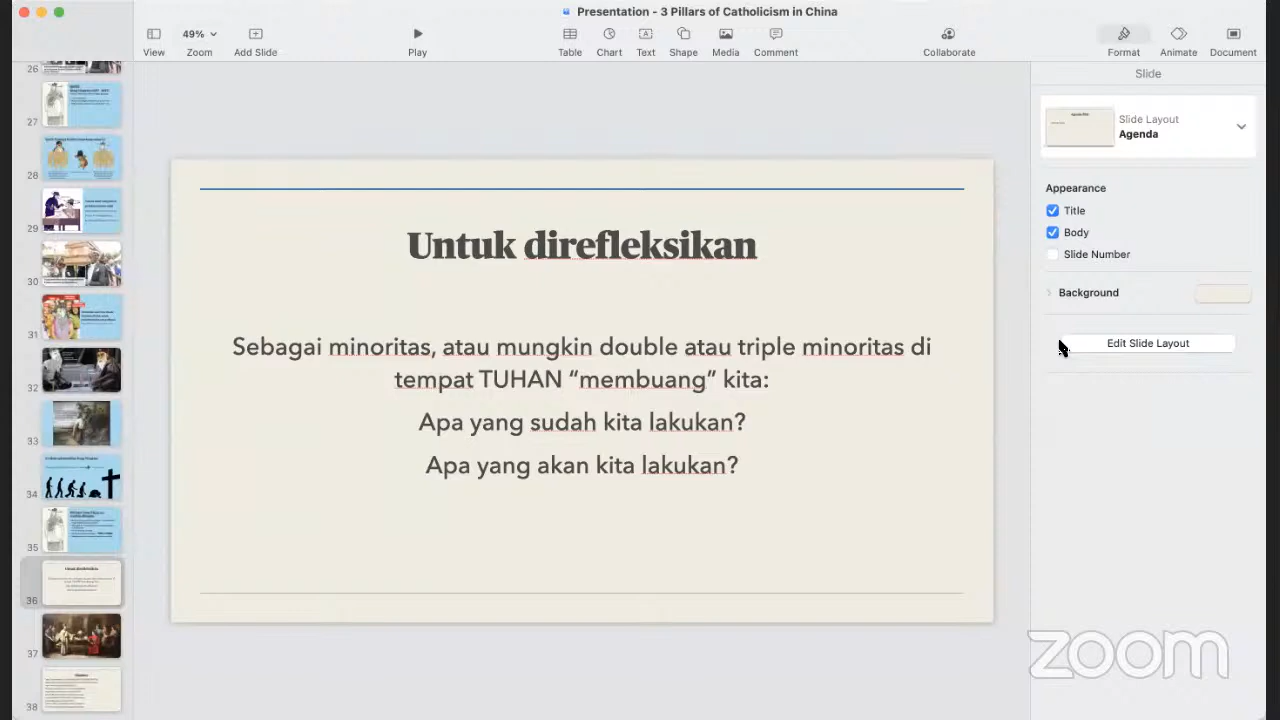 Presentation - 3 Pillars of Catholicism in China
View
49%
Zoom
Add Slide
Play
Table
Chart
Text
Shape
Media
Comment
Collaborate
Format
Animate
Document
26
27
28
29
30
31
32
33
34
35
36
37
38
Untuk direfleksikan
Sebagai minoritas, atau mungkin double atau triple minoritas di
tempat TUHAN “membuang” kita:
Apa yang sudah kita lakukan?
Apa yang akan kita lakukan?
Slide
Slide Layout
Agenda
Appearance
Title
Body
Slide Number
Background
Edit Slide Layout
zoom